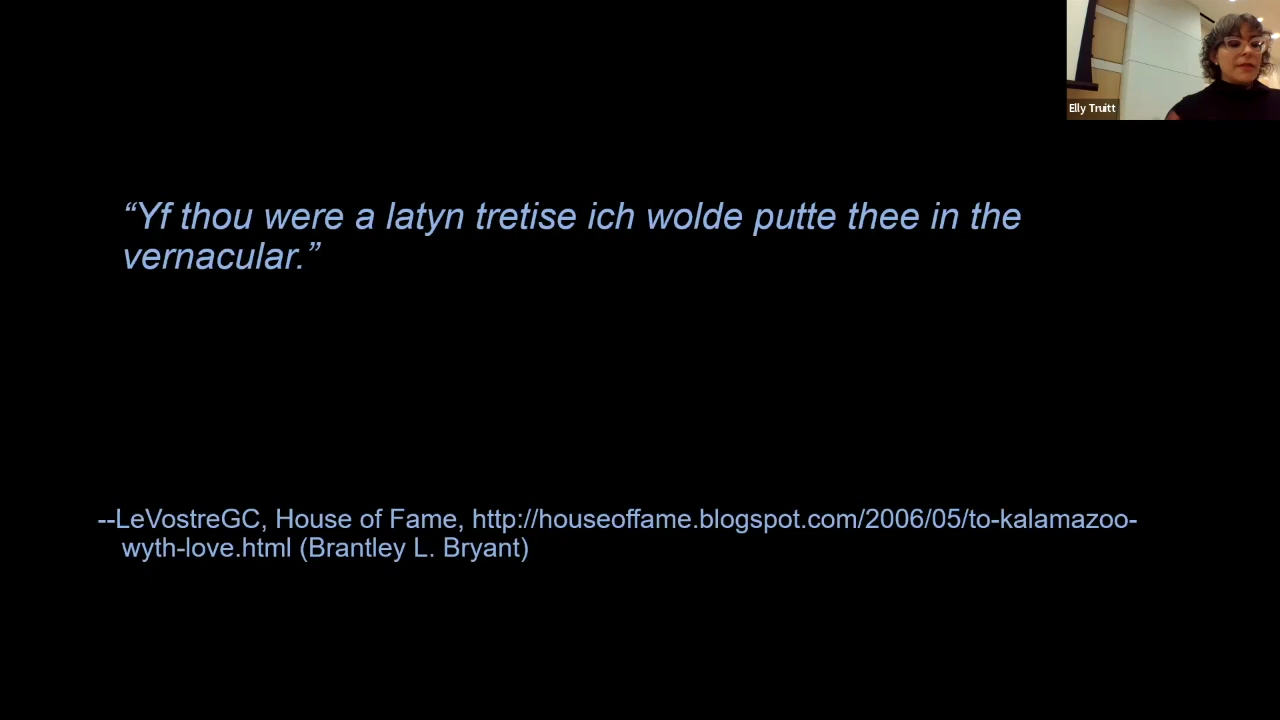 Elly Truitt
“Yf thou were a latyn tretise ich wolde putte thee in the
vernacular.”
--LeVostreGC, House of Fame, http://houseoffame.blogspot.com/2006/05/to-kalamazoo-
wyth-love.html (Brantley L. Bryant)